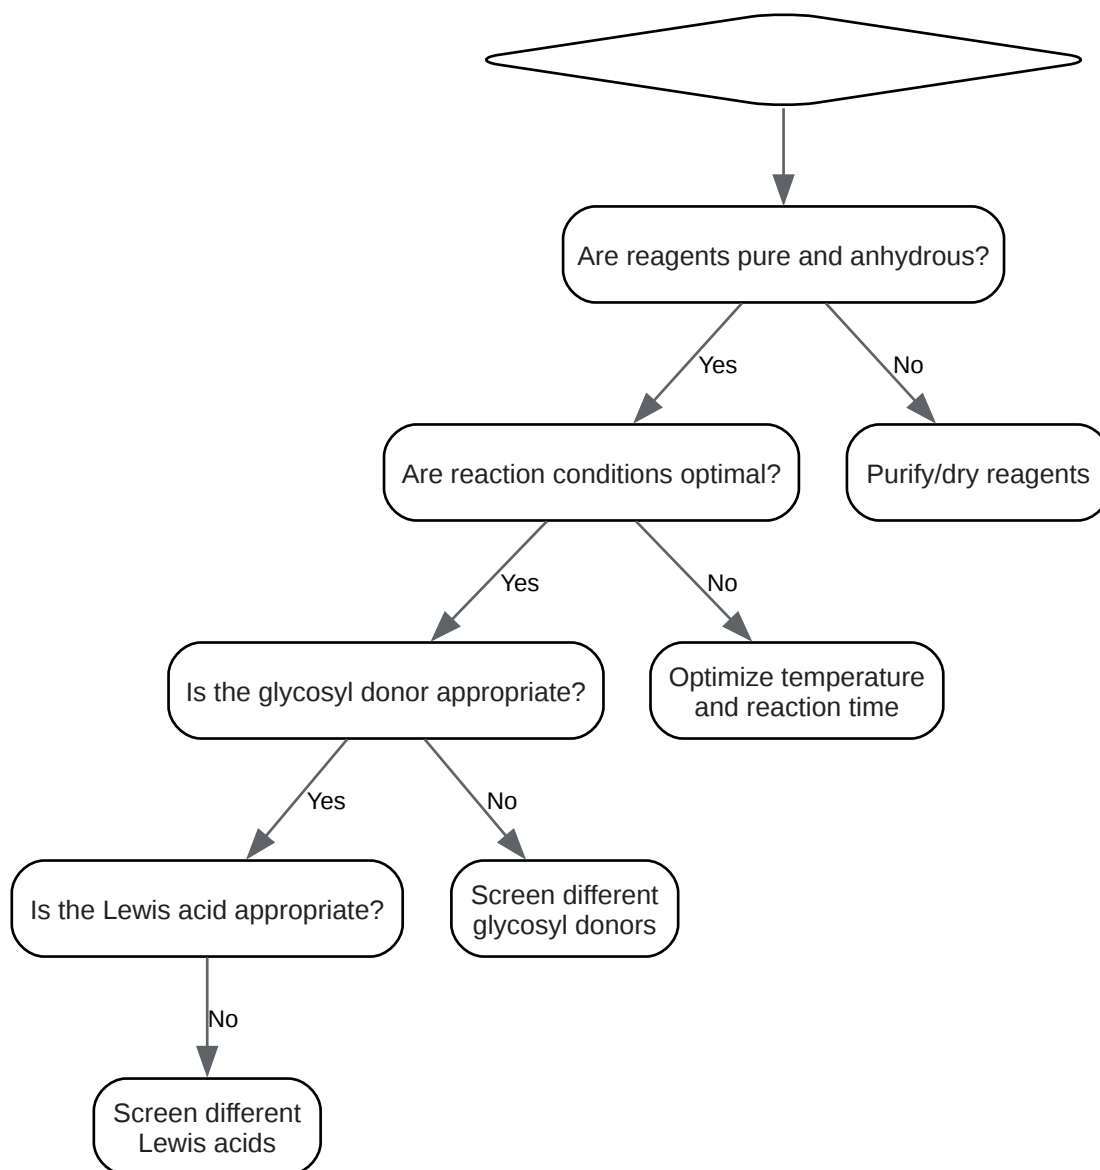 Are reagents pure and anhydrous?
Yes
No
Are reaction conditions optimal?
Purify/dry reagents
Yes
No
Is the glycosyl donor appropriate?
Optimize temperature
and reaction time
Yes
No
Is the Lewis acid appropriate?
Screen different
glycosyl donors
No
Screen different
Lewis acids